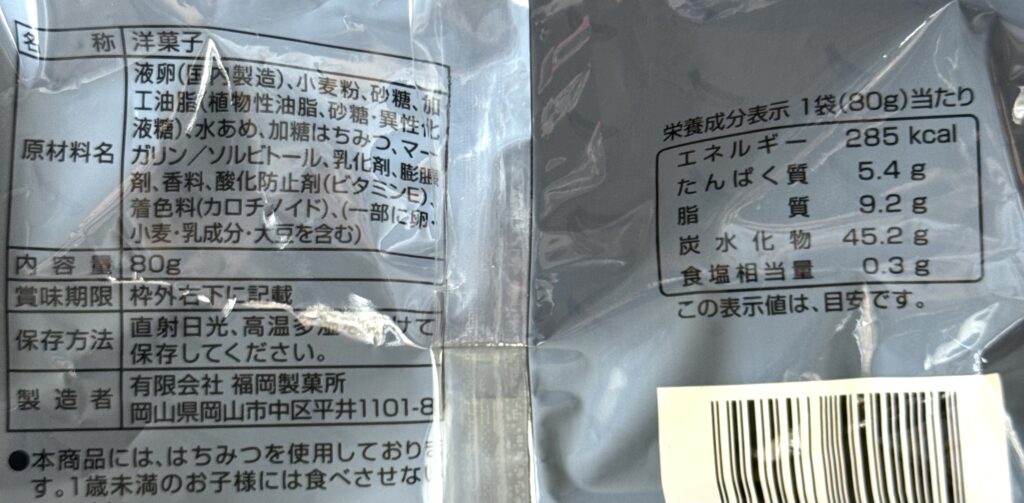 名称 洋菓子
原材料名 液卵(国内製造)、小麦粉、砂糖、加
工油脂(植物性油脂、砂糖・異性化
液糖)、水あめ、加糖はちみつ、マー
ガリン／ソルビトール、乳化剤、膨脹
剤、香料、酸化防止剤(ビタミンE)、
着色料(カロチノイド)、(一部に卵・
小麦・乳成分・大豆を含む)
内容量 80g
賞味期限 枠外右下に記載
保存方法 直射日光、高温多湿 けて
保存してください。
製造者 有限会社 福岡製菓所
岡山県岡山市中区平井1101-8
●本商品には、はちみつを使用しており
す。1歳未満のお子様には食べさせな
栄養成分表示 1袋(80g)当たり
エネルギー 285 kcal
たんぱく質 5.4 g
脂質 9.2 g
炭水化物 45.2 g
食塩相当量 0.3 g
この表示値は、目安です。